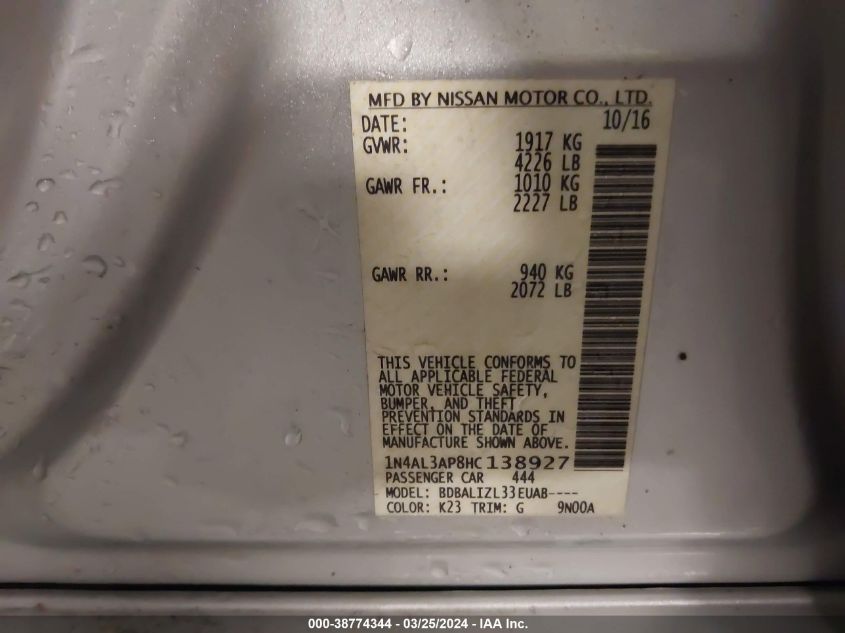 MFD BY NISSAN MOTOR CO., LTD.
DATE: 10/16
GVWR: 1917 KG
4226 LB
GAWR FR.: 1010 KG
2227 LB
GAWR RR.: 940 KG
2072 LB
THIS VEHICLE CONFORMS TO
ALL APPLICABLE FEDERAL
MOTOR VEHICLE SAFETY,
BUMPER, AND THEFT
PREVENTION STANDARDS IN
EFFECT ON THE DATE OF
MANUFACTURE SHOWN ABOVE.
1N4AL3AP8HC138927
PASSENGER CAR 444
MODEL: BDBALIZL33EUAB----
COLOR: K23 TRIM: G 9N00A
000-38774344 / 03/25/2024 - IAA Inc.